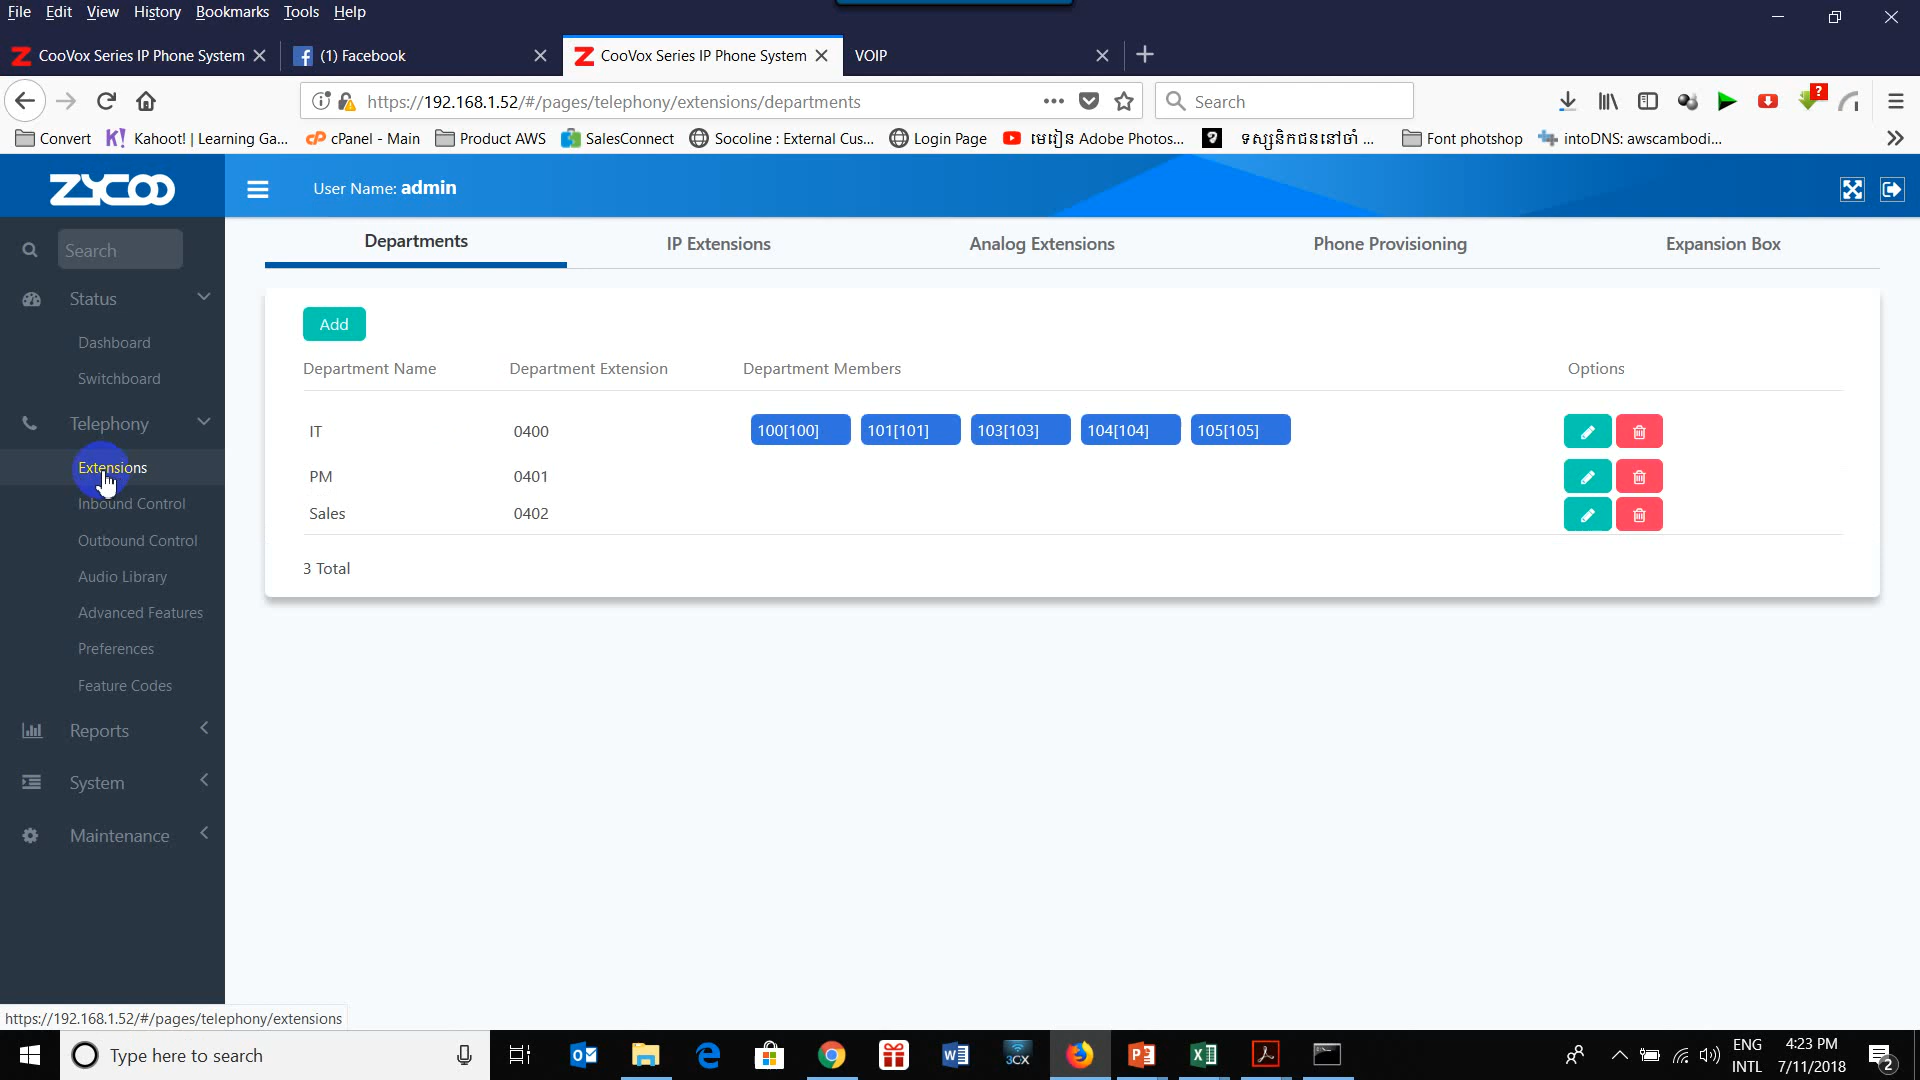 File Edit View History Bookmarks Tools Help
CooVox Series IP Phone System
(1) Facebook
CooVox Series IP Phone System
VOIP
https://192.168.1.52/#/pages/telephony/extensions/departments
Search
Convert
Kahoot! | Learning Ga...
cPanel - Main
Product AWS
SalesConnect
Socoline : External Cus...
Login Page
មេរៀន Adobe Photos...
Font photshop
intoDNS: awscambodi...
ZYCOO
User Name: admin
Search
Status
Dashboard
Switchboard
Telephony
Extensions
Inbound Control
Outbound Control
Audio Library
Advanced Features
Preferences
Feature Codes
Reports
System
Maintenance
Departments IP Extensions Analog Extensions Phone Provisioning Expansion Box
Add
Department Name Department Extension Department Members Options
IT 0400 100[100] 101[101] 103[103] 104[104] 105[105]
PM 0401
Sales 0402
3 Total
https://192.168.1.52/#/pages/telephony/extensions
Type here to search
3CX
ENG
INTL
4:23 PM
7/11/2018
2